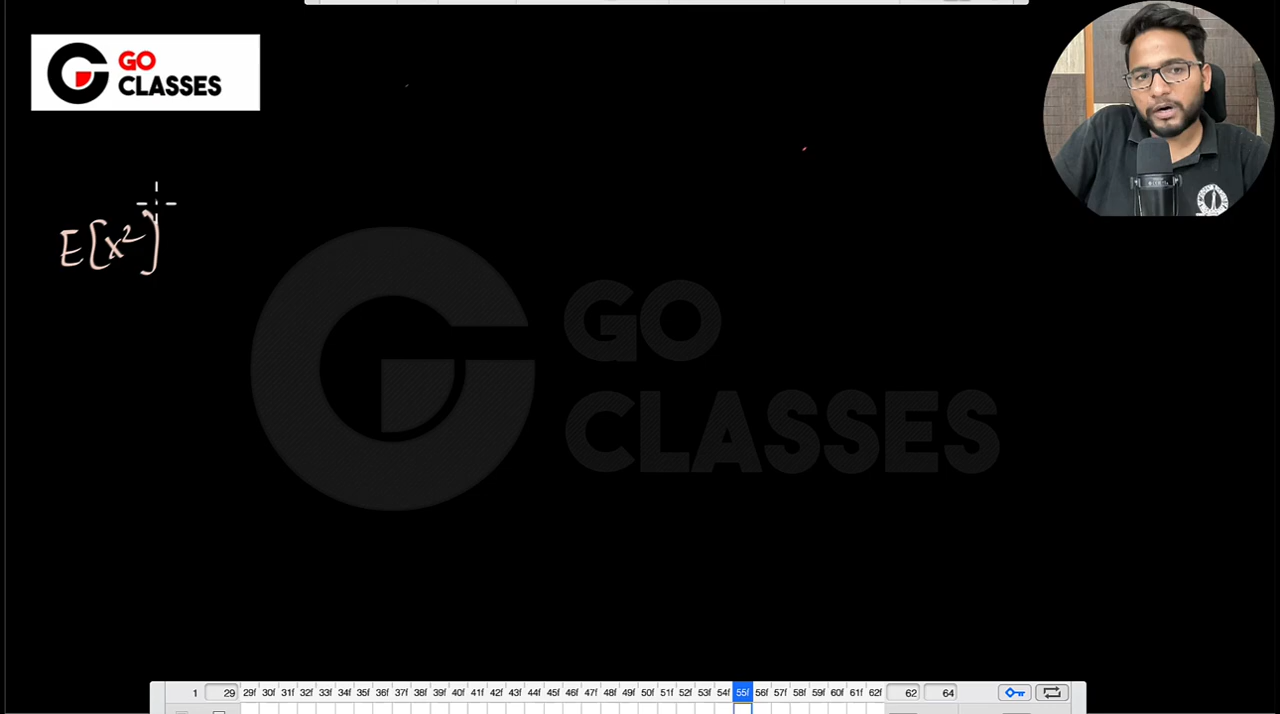 GO
CLASSES
E[x²]
GO
CLASSES
1 29 29f 30f 31f 32f 33f 34f 35f 36f 37f 38f 39f 40f 41f 42f 43f 44f 45f 46f 47f 48f 49f 50f 51f 52f 53f 54f 55f 56f 57f 58f 59f 60f 61f 62f 62 64